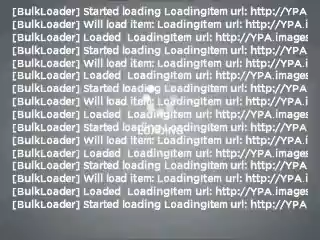 [BulkLoader] Started loading LoadingItem url: http://YPA
[BulkLoader] Will load item: LoadingItem url: http://YPA.i
[BulkLoader] Loaded  LoadingItem url: http://YPA.images
[BulkLoader] Started loading LoadingItem url: http://YPA
[BulkLoader] Will load item: LoadingItem url: http://YPA.i
[BulkLoader] Loaded  LoadingItem url: http://YPA.images
[BulkLoader] Started loading LoadingItem url: http://YPA
[BulkLoader] Will load item: LoadingItem url: http://YPA.i
[BulkLoader] Loaded  LoadingItem url: http://YPA.images
[BulkLoader] Started loading LoadingItem url: http://YPA
LOADING
[BulkLoader] Will load item: LoadingItem url: http://YPA.i
[BulkLoader] Loaded  LoadingItem url: http://YPA.images
[BulkLoader] Started loading LoadingItem url: http://YPA
[BulkLoader] Will load item: LoadingItem url: http://YPA.i
[BulkLoader] Loaded  LoadingItem url: http://YPA.images
[BulkLoader] Started loading LoadingItem url: http://YPA